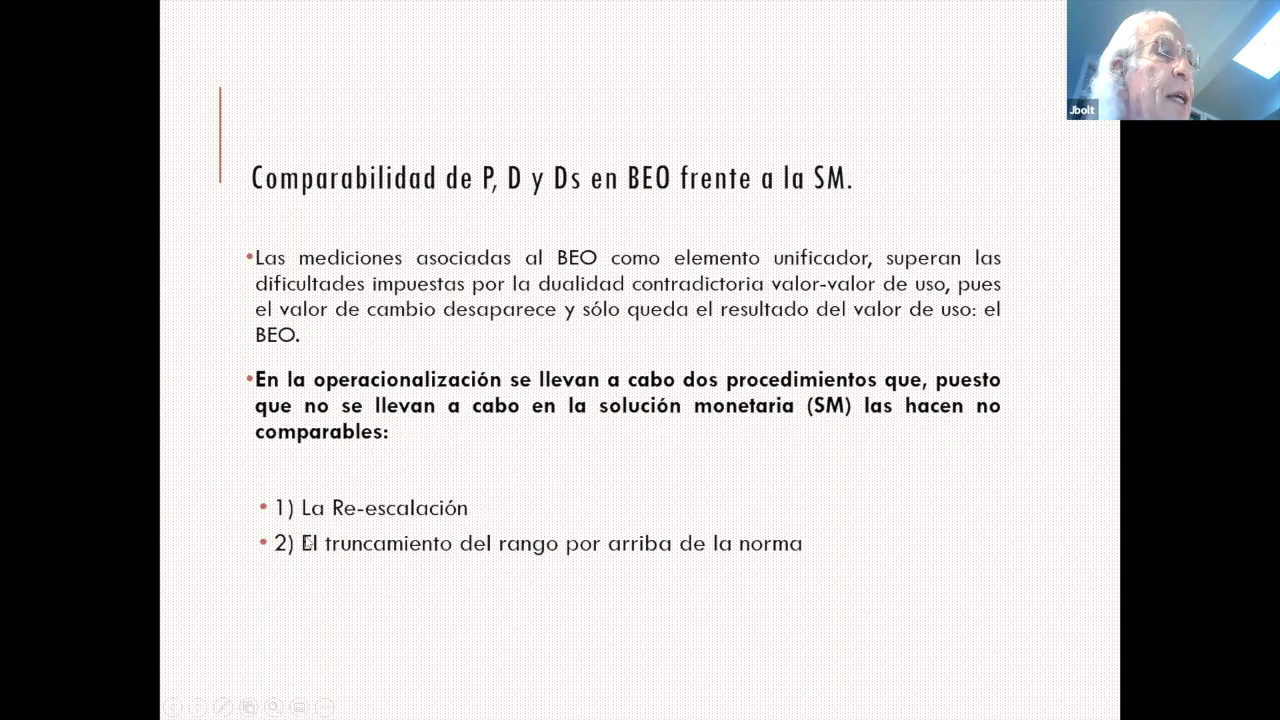 Jbolt
Comparabilidad de P, D y Ds en BEO frente a la SM.
•Las mediciones asociadas al BEO como elemento unificador, superan las
dificultades impuestas por la dualidad contradictoria valor-valor de uso, pues
el valor de cambio desaparece y sólo queda el resultado del valor de uso: el
BEO.
•En la operacionalización se llevan a cabo dos procedimientos que, puesto
que no se llevan a cabo en la solución monetaria (SM) las hacen no
comparables:
• 1) La Re-escalación
• 2) El truncamiento del rango por arriba de la norma